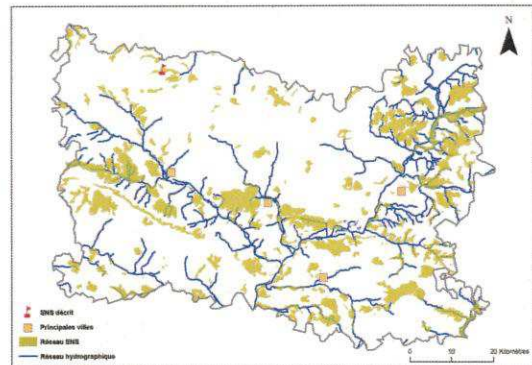 N
SNS décrit
Principales villes
Réseau SNS
Réseau hydrographique
0 10 20 Kilomètres